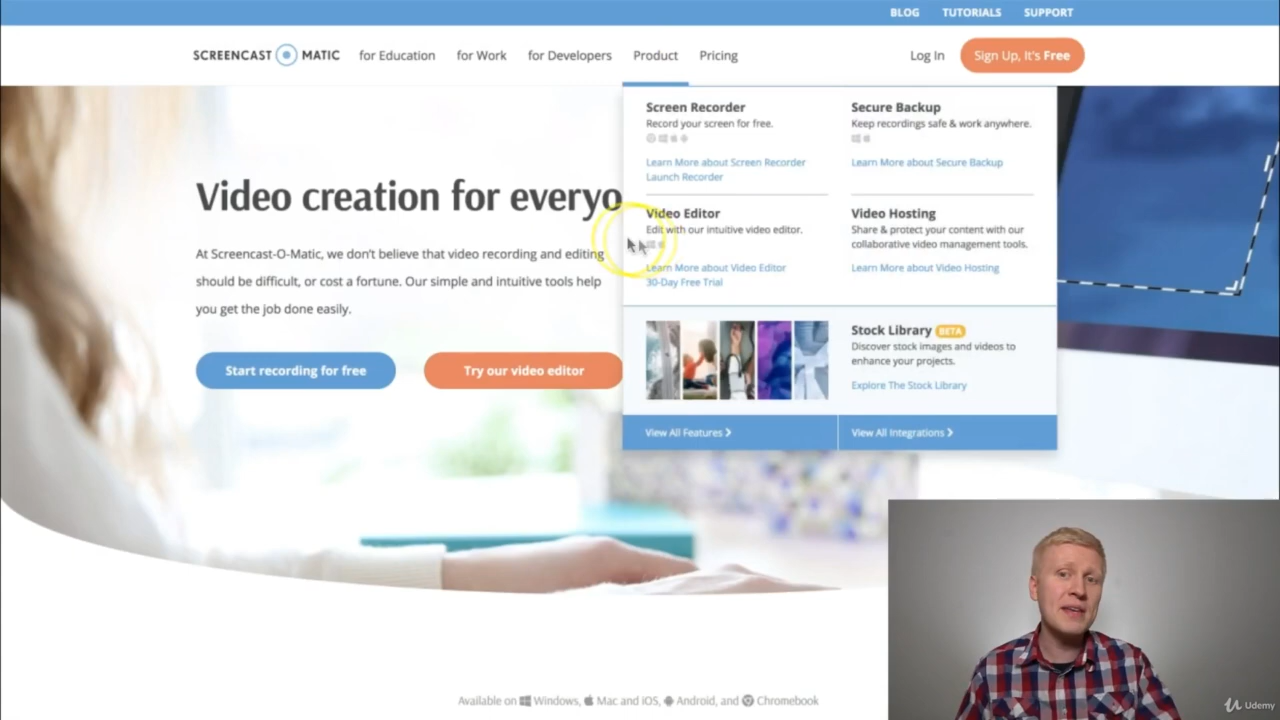 BLOG TUTORIALS SUPPORT
SCREENCAST MATIC for Education for Work for Developers Product Pricing Log In Sign Up, It's Free
Screen Recorder
Record your screen for free.
Learn More about Screen Recorder
Launch Recorder
Secure Backup
Keep recordings safe & work anywhere.
Learn More about Secure Backup
Video Editor
Edit with our intuitive video editor.
Learn More about Video Editor
30-Day Free Trial
Video Hosting
Share & protect your content with our
collaborative video management tools.
Learn More about Video Hosting
Stock Library BETA
Discover stock images and videos to
enhance your projects.
Explore The Stock Library
View All Features
View All Integrations
Video creation for everyo
At Screencast-O-Matic, we don't believe that video recording and editing
should be difficult, or cost a fortune. Our simple and intuitive tools help
you get the job done easily.
Start recording for free
Try our video editor
Available on Windows, Mac and iOS, Android, and Chromebook
Udemy